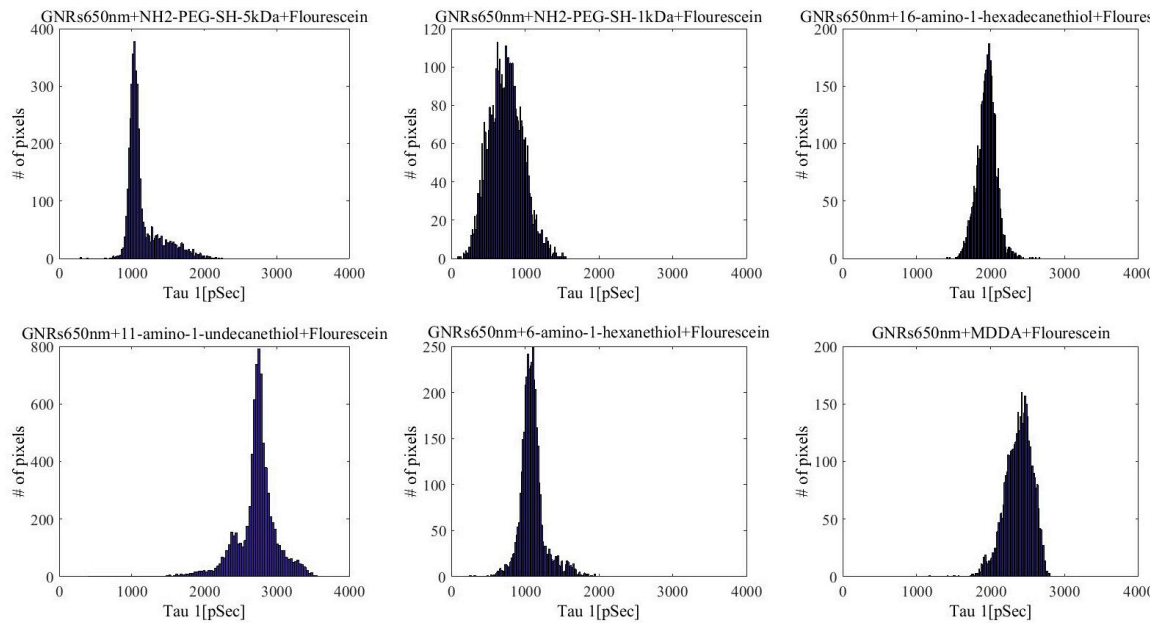 GNRs650nm+NH2-PEG-SH-5kDa+Flourescein
400
300
200
100
0
# of pixels
0 1000 2000 3000 4000
Tau 1[pSec]
GNRs650nm+NH2-PEG-SH-1kDa+Flourescein
120
100
80
60
40
20
0
# of pixels
0 1000 2000 3000 4000
Tau 1[pSec]
GNRs650nm+16-amino-1-hexadecanethiol+Floures
200
150
100
50
0
# of pixels
0 1000 2000 3000 4000
Tau 1[pSec]
GNRs650nm+11-amino-1-undecanethiol+Flourescein
800
600
400
200
0
# of pixels
0 1000 2000 3000 4000
Tau 1[pSec]
GNRs650nm+6-amino-1-hexanethiol+Flourescein
250
200
150
100
50
0
# of pixels
0 1000 2000 3000 4000
Tau 1[pSec]
GNRs650nm+MDDA+Flourescein
200
150
100
50
0
# of pixels
0 1000 2000 3000 4000
Tau 1[pSec]